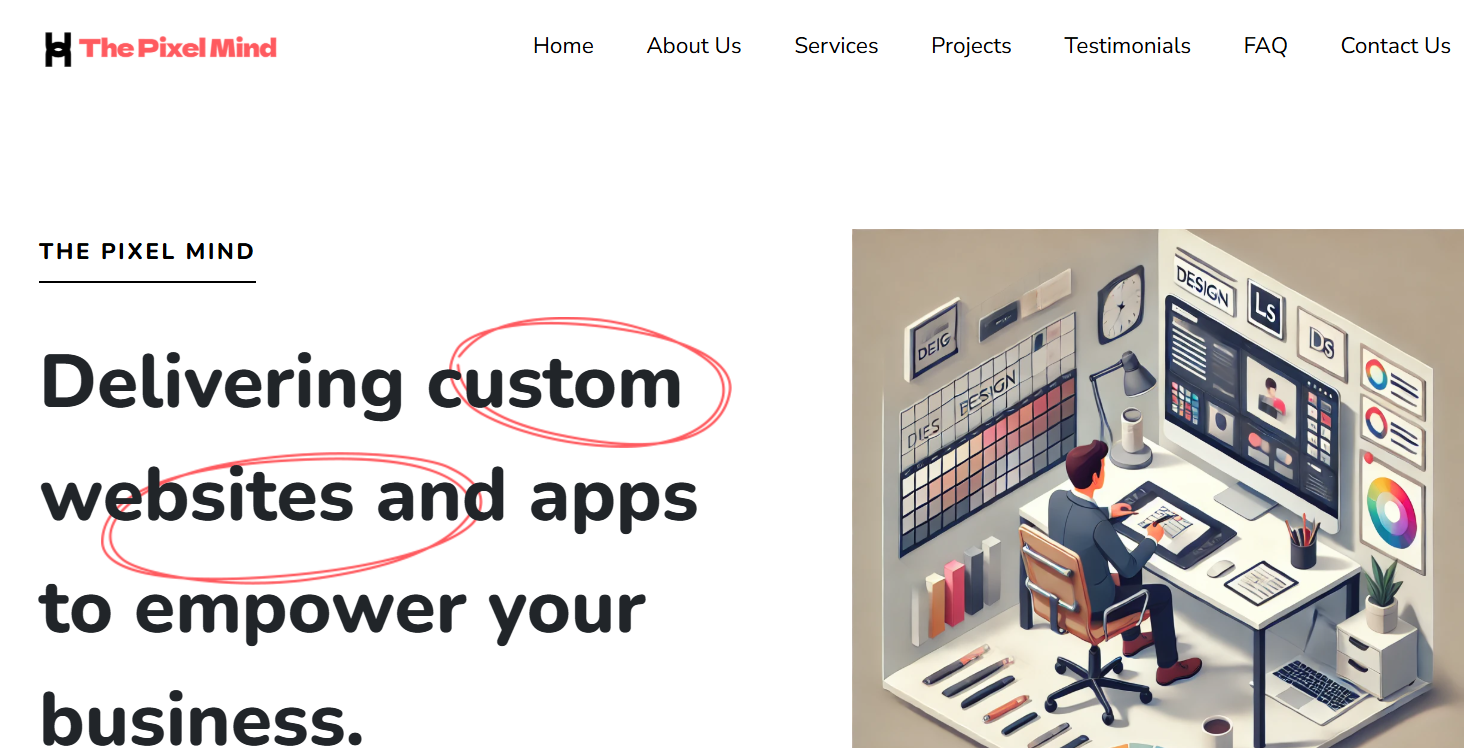 The Pixel Mind
Home About Us Services Projects Testimonials FAQ Contact Us
THE PIXEL MIND
Delivering custom
websites and apps
to empower your
business.
DESIGN
Ls
Ds
DEIG
DIES DESIGN